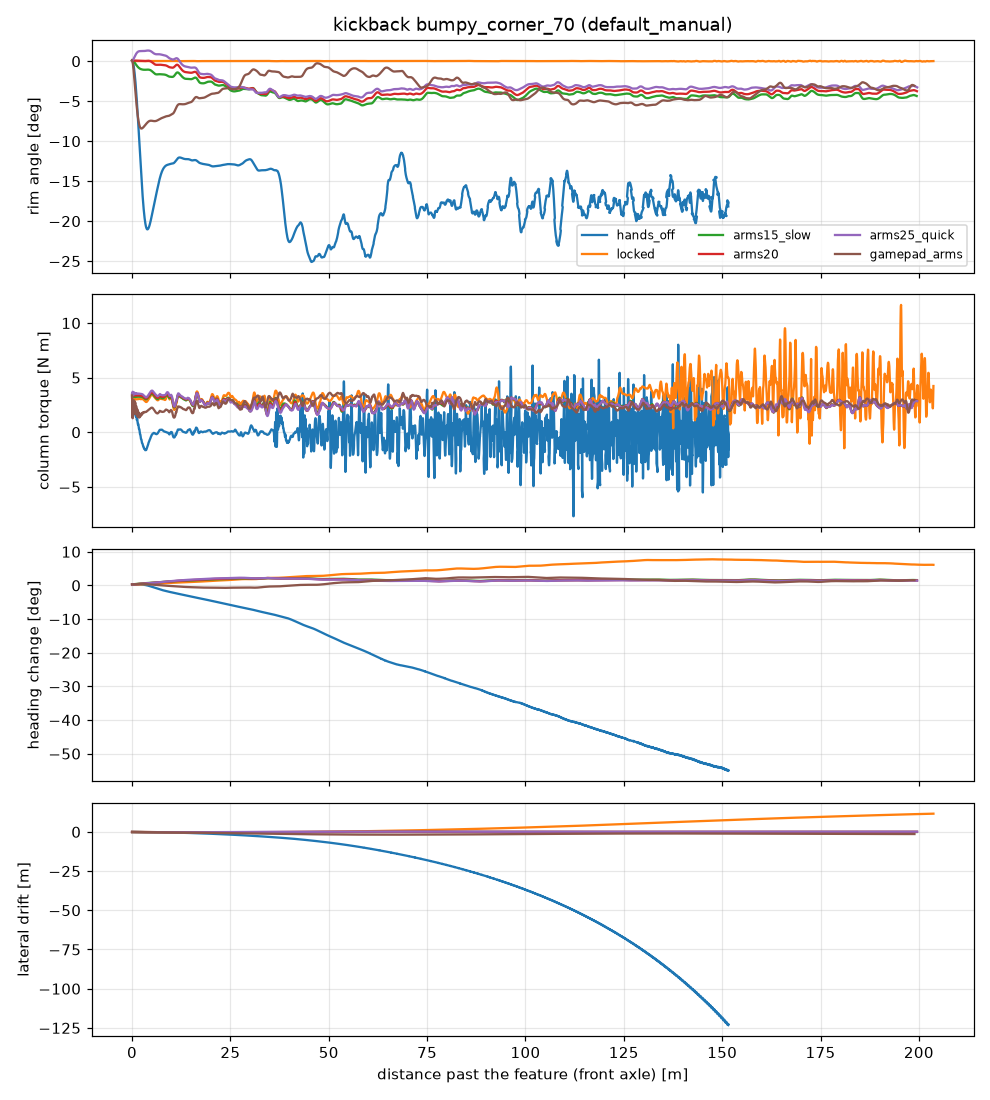 kickback bumpy_corner_70 (default_manual)
0
−5
−10
−15
−20
−25
rim angle [deg]
hands_off
locked
arms15_slow
arms20
arms25_quick
gamepad_arms
10
5
0
−5
column torque [N m]
10
0
−10
−20
−30
−40
−50
heading change [deg]
0
−25
−50
−75
−100
−125
lateral drift [m]
0 25 50 75 100 125 150 175 200
distance past the feature (front axle) [m]